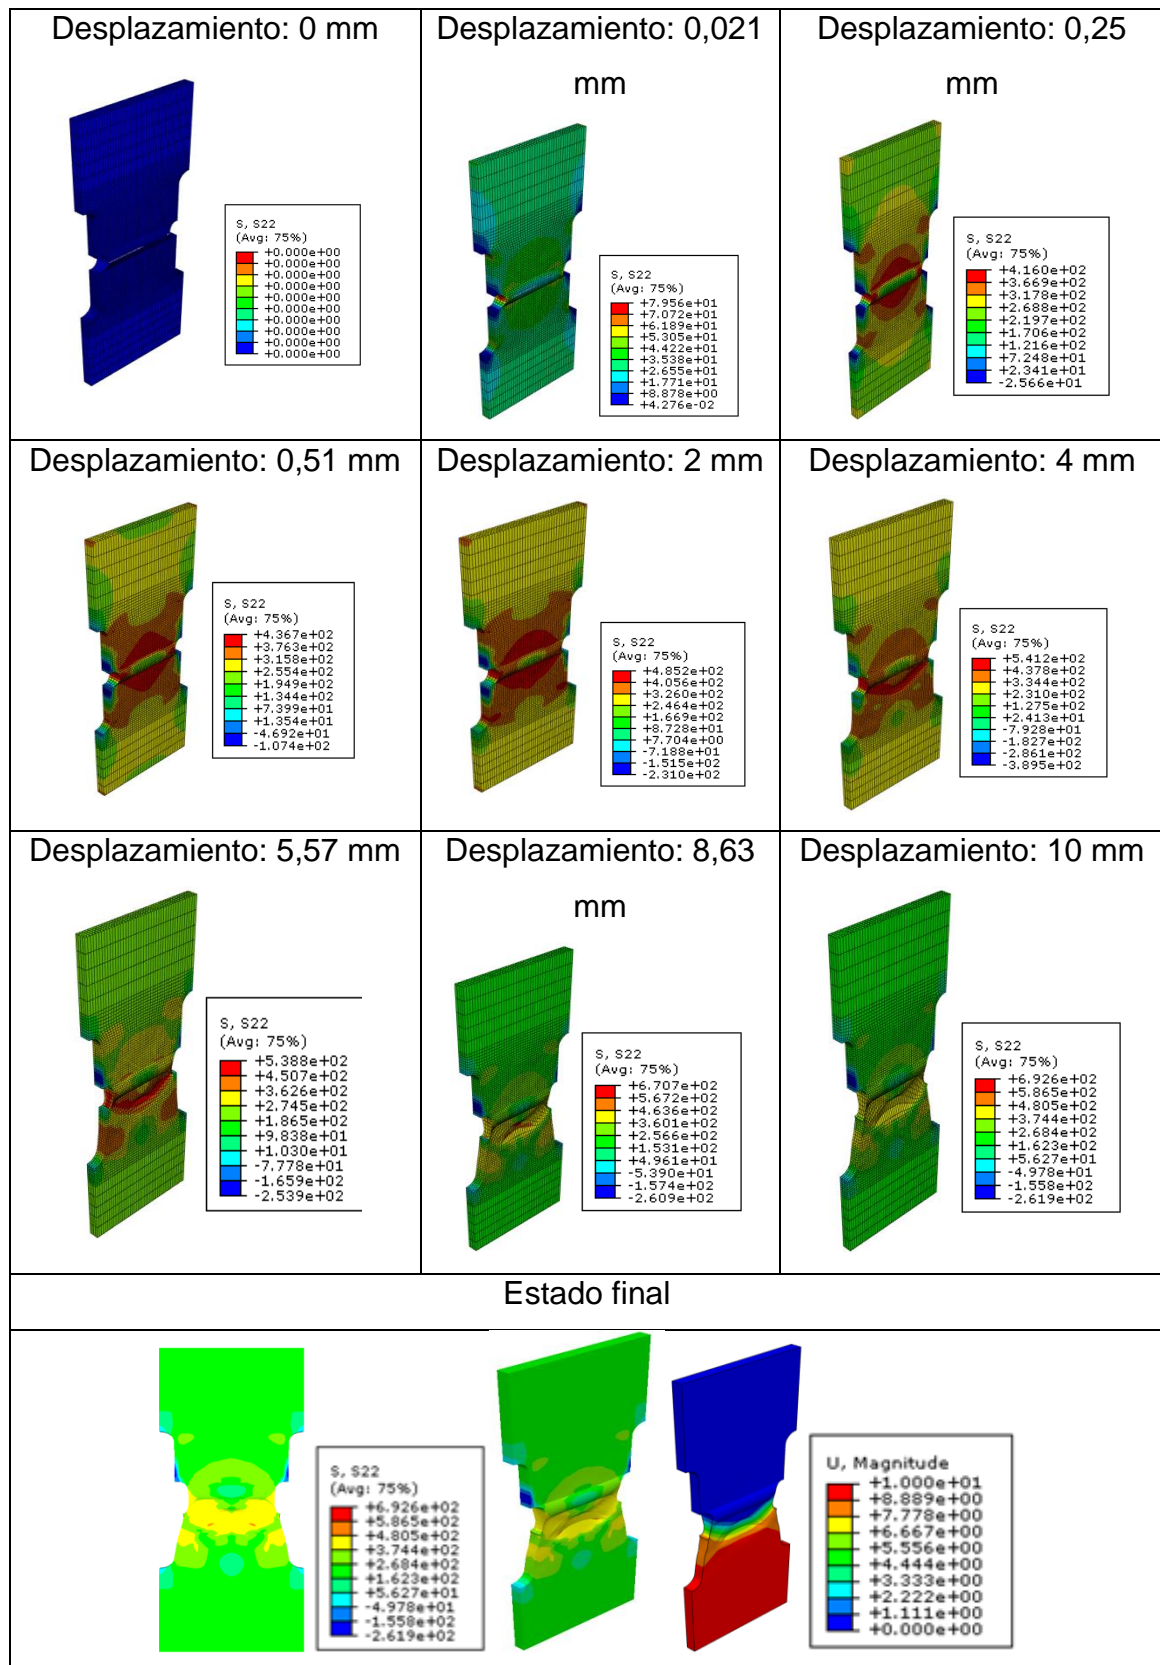 Desplazamiento: 0 mm
S, S22
(Avg: 75%)
+0.000e+00
+0.000e+00
+0.000e+00
+0.000e+00
+0.000e+00
+0.000e+00
+0.000e+00
+0.000e+00
+0.000e+00
+0.000e+00
Desplazamiento: 0,021
mm
S, S22
(Avg: 75%)
+7.956e+01
+7.072e+01
+6.189e+01
+5.305e+01
+4.422e+01
+3.538e+01
+2.655e+01
+1.771e+01
+8.878e+00
+4.276e-02
Desplazamiento: 0,25
mm
S, S22
(Avg: 75%)
+4.160e+02
+3.669e+02
+3.178e+02
+2.688e+02
+2.197e+02
+1.706e+02
+1.216e+02
+7.248e+01
+2.341e+01
-2.566e+01
Desplazamiento: 0,51 mm
S, S22
(Avg: 75%)
+4.367e+02
+3.763e+02
+3.158e+02
+2.554e+02
+1.949e+02
+1.344e+02
+7.399e+01
+1.354e+01
-4.692e+01
-1.074e+02
Desplazamiento: 2 mm
S, S22
(Avg: 75%)
+4.852e+02
+4.056e+02
+3.260e+02
+2.464e+02
+1.669e+02
+8.728e+01
+7.704e+00
-7.188e+01
-1.515e+02
-2.310e+02
Desplazamiento: 4 mm
S, S22
(Avg: 75%)
+5.412e+02
+4.378e+02
+3.344e+02
+2.310e+02
+1.275e+02
+2.413e+01
-7.928e+01
-1.827e+02
-2.861e+02
-3.895e+02
Desplazamiento: 5,57 mm
S, S22
(Avg: 75%)
+5.388e+02
+4.507e+02
+3.626e+02
+2.745e+02
+1.865e+02
+9.838e+01
+1.030e+01
-7.778e+01
-1.659e+02
-2.539e+02
Desplazamiento: 8,63
mm
S, S22
(Avg: 75%)
+6.707e+02
+5.672e+02
+4.636e+02
+3.601e+02
+2.566e+02
+1.531e+02
+4.961e+01
-5.390e+01
-1.574e+02
-2.609e+02
Desplazamiento: 10 mm
S, S22
(Avg: 75%)
+6.926e+02
+5.865e+02
+4.805e+02
+3.744e+02
+2.684e+02
+1.623e+02
+5.627e+01
-4.978e+01
-1.558e+02
-2.619e+02
Estado final
S, S22
(Avg: 75%)
+6.926e+02
+5.865e+02
+4.805e+02
+3.744e+02
+2.684e+02
+1.623e+02
+5.627e+01
-4.978e+01
-1.558e+02
-2.619e+02
U, Magnitude
+1.000e+01
+8.889e+00
+7.778e+00
+6.667e+00
+5.556e+00
+4.444e+00
+3.333e+00
+2.222e+00
+1.111e+00
+0.000e+00